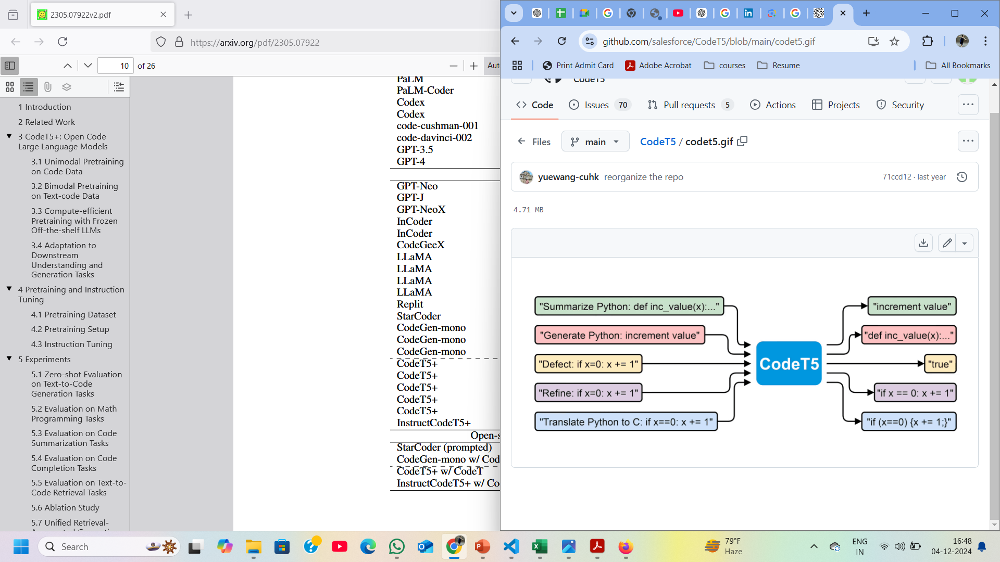 2305.07922v2.pdf
https://arxiv.org/pdf/2305.07922
10 of 26
1 Introduction
2 Related Work
3 CodeT5+: Open Code
Large Language Models
3.1 Unimodal Pretraining
on Code Data
3.2 Bimodal Pretraining
on Text-code Data
3.3 Compute-efficient
Pretraining with Frozen
Off-the-shelf LLMs
3.4 Adaptation to
Downstream
Understanding and
Generation Tasks
4 Pretraining and Instruction
Tuning
4.1 Pretraining Dataset
4.2 Pretraining Setup
4.3 Instruction Tuning
5 Experiments
5.1 Zero-shot Evaluation
on Text-to-Code
Generation Tasks
5.2 Evaluation on Math
Programming Tasks
5.3 Evaluation on Code
Summarization Tasks
5.4 Evaluation on Code
Completion Tasks
5.5 Evaluation on Text-to-
Code Retrieval Tasks
5.6 Ablation Study
5.7 Unified Retrieval-
PaLM
PaLM-Coder
Codex
Codex
code-cushman-001
code-davinci-002
GPT-3.5
GPT-4
GPT-Neo
GPT-J
GPT-NeoX
InCoder
InCoder
CodeGeeX
LLaMA
LLaMA
LLaMA
LLaMA
Replit
StarCoder
CodeGen-mono
CodeGen-mono
CodeGen-mono
CodeT5+
CodeT5+
CodeT5+
CodeT5+
CodeT5+
InstructCodeT5+
Open-s
StarCoder (prompted)
CodeGen-mono w/ Cod
CodeT5+ w/ CodeT
InstructCodeT5+ w/ Co
github.com/salesforce/CodeT5/blob/main/codet5.gif
Print Admit Card Adobe Acrobat courses Resume All Bookmarks
CodeT5
Code Issues 70 Pull requests 5 Actions Projects Security
Files main CodeT5 / codet5.gif
yuewang-cuhk reorganize the repo 71ccd12 · last year
4.71 MB
"Summarize Python: def inc_value(x):..." "increment value"
"Generate Python: increment value" "def inc_value(x):..."
"Defect: if x=0: x += 1" CodeT5 "true"
"Refine: if x=0: x += 1" "if x == 0: x += 1"
"Translate Python to C: if x==0: x += 1" "if (x==0) {x += 1;}"
Search
79°F
Haze
ENG
IN
16:48
04-12-2024